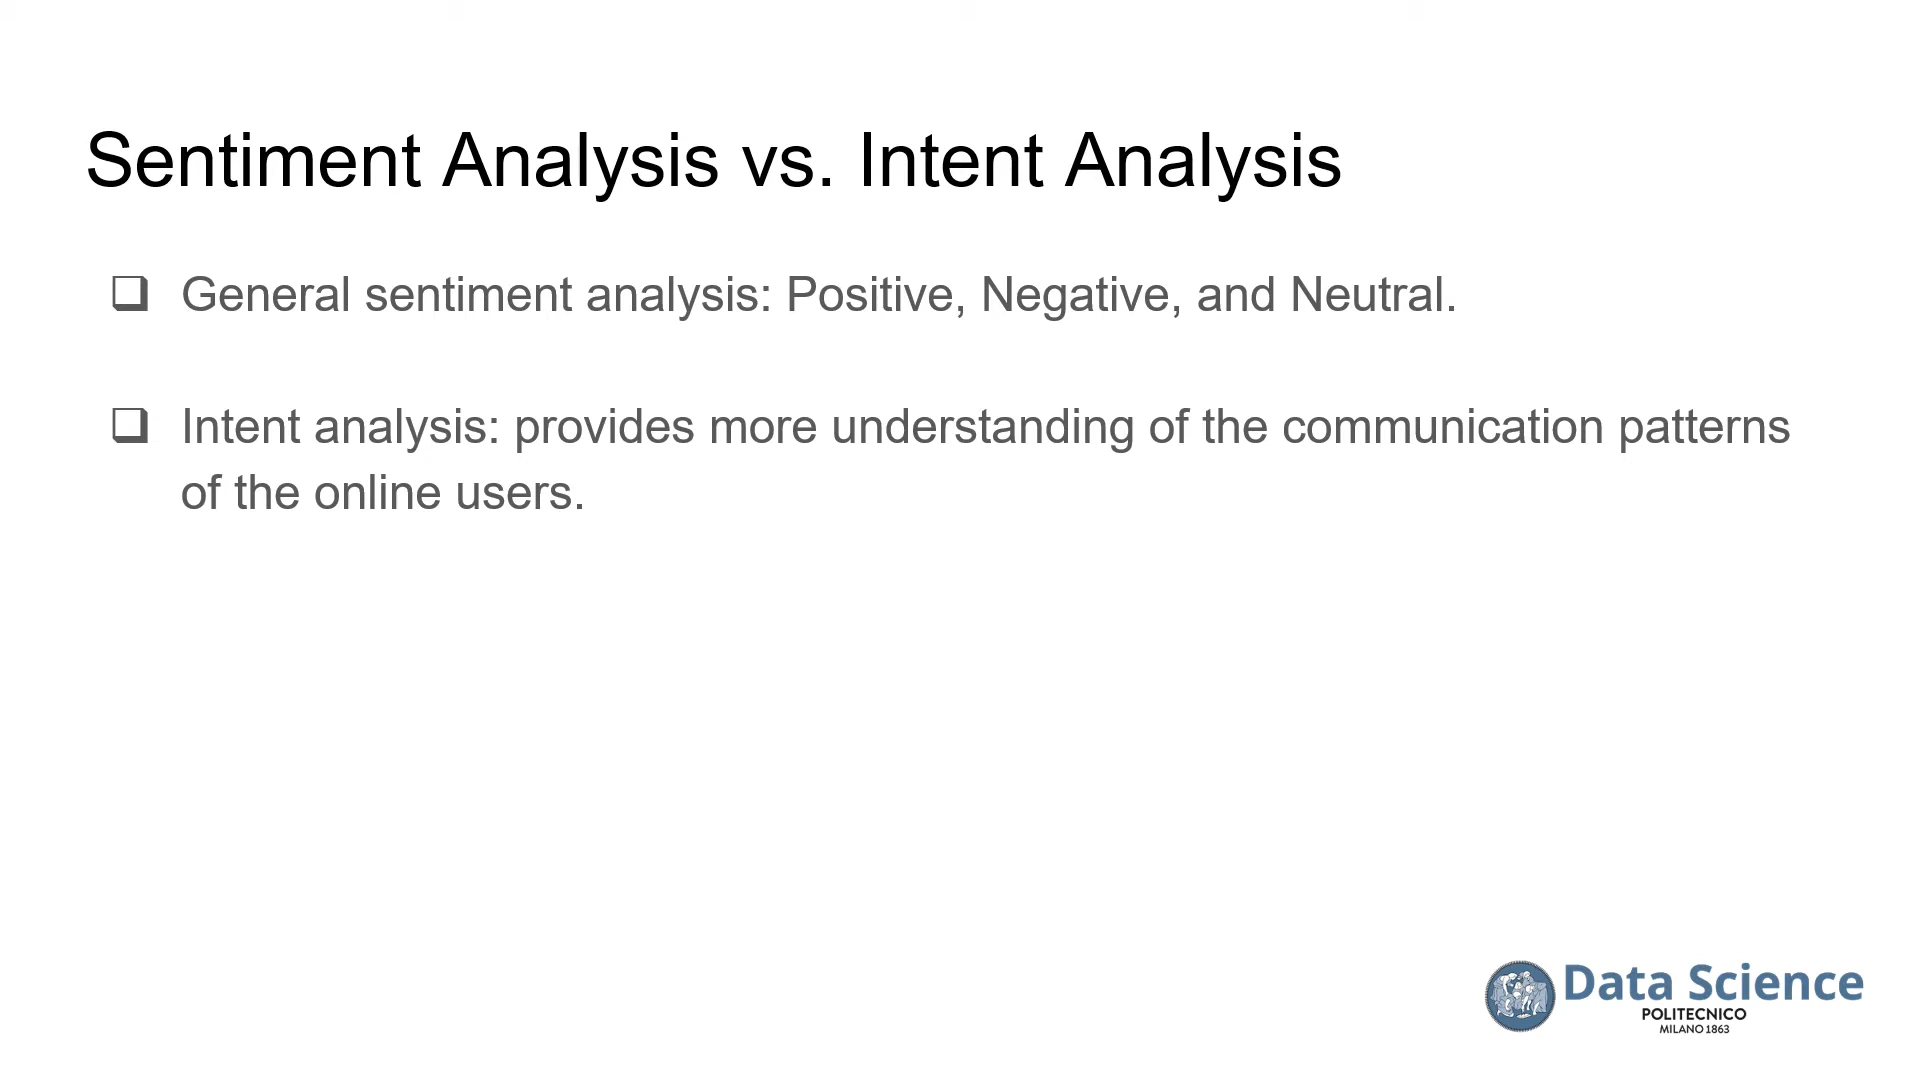 Sentiment Analysis vs. Intent Analysis
❑ General sentiment analysis: Positive, Negative, and Neutral.
❑ Intent analysis: provides more understanding of the communication patterns
of the online users.
Data Science
POLITECNICO
MILANO 1863